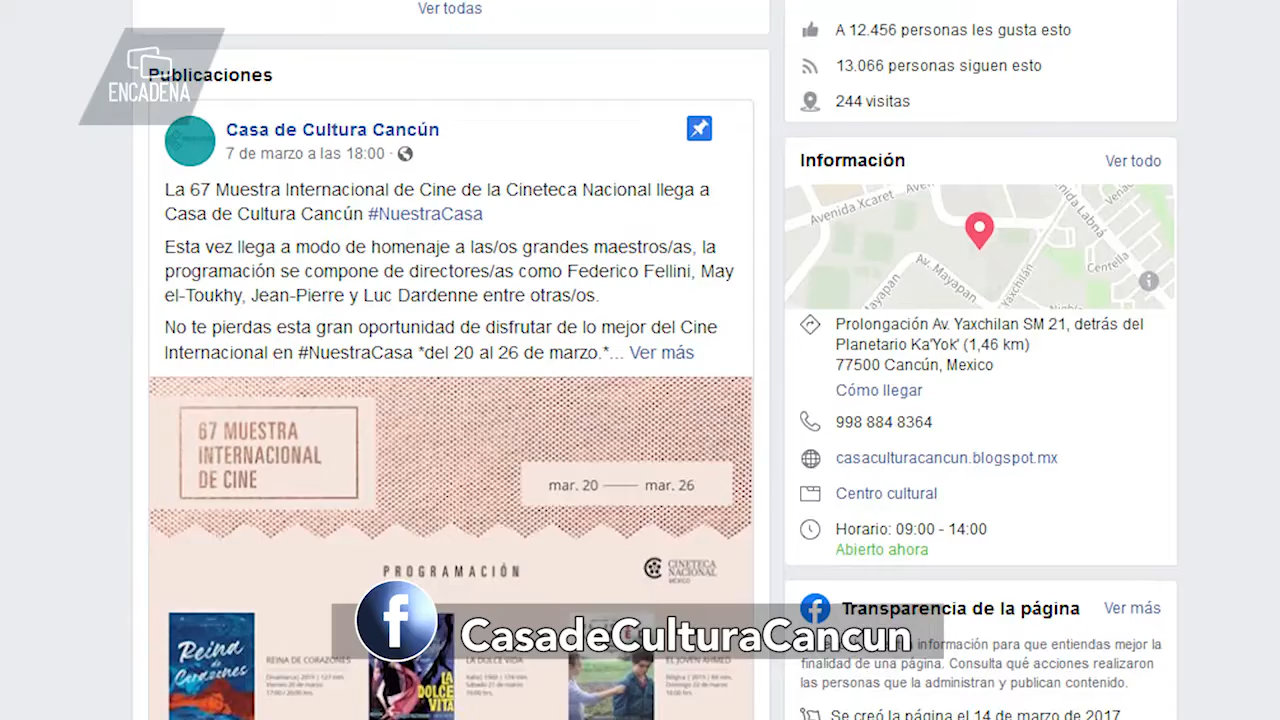 Ver todas
ENCADENA
Publicaciones
Casa de Cultura Cancún
7 de marzo a las 18:00 ·
La 67 Muestra Internacional de Cine de la Cineteca Nacional llega a
Casa de Cultura Cancún #NuestraCasa
Esta vez llega a modo de homenaje a las/os grandes maestros/as, la
programación se compone de directores/as como Federico Fellini, May
el-Toukhy, Jean-Pierre y Luc Dardenne entre otras/os.
No te pierdas esta gran oportunidad de disfrutar de lo mejor del Cine
Internacional en #NuestraCasa *del 20 al 26 de marzo.*... Ver más
67 MUESTRA
INTERNACIONAL
DE CINE
mar. 20 —— mar. 26
PROGRAMACIÓN
CINETECA
NACIONAL
MÉXICO
Reina
de
Corazones
REINA DE CORAZONES
LA
DOLCE
VITA
LA DOLCE VITA
EL JOVEN AHMED
CasadeCulturaCancun
A 12.456 personas les gusta esto
13.066 personas siguen esto
244 visitas
Información
Ver todo
Avenida Xcaret
Av. Mayapan
Mayapan
Yaxchilán
Avenida Labná
Centella
Prolongación Av. Yaxchilan SM 21, detrás del
Planetario Ka'Yok' (1,46 km)
77500 Cancún, Mexico
Cómo llegar
998 884 8364
casaculturacancun.blogspot.mx
Centro cultural
Horario: 09:00 - 14:00
Abierto ahora
Transparencia de la página
Ver más
información para que entiendas mejor la
finalidad de una página. Consulta qué acciones realizaron
las personas que la administran y publican contenido.
Se creó la página el 14 de marzo de 2017